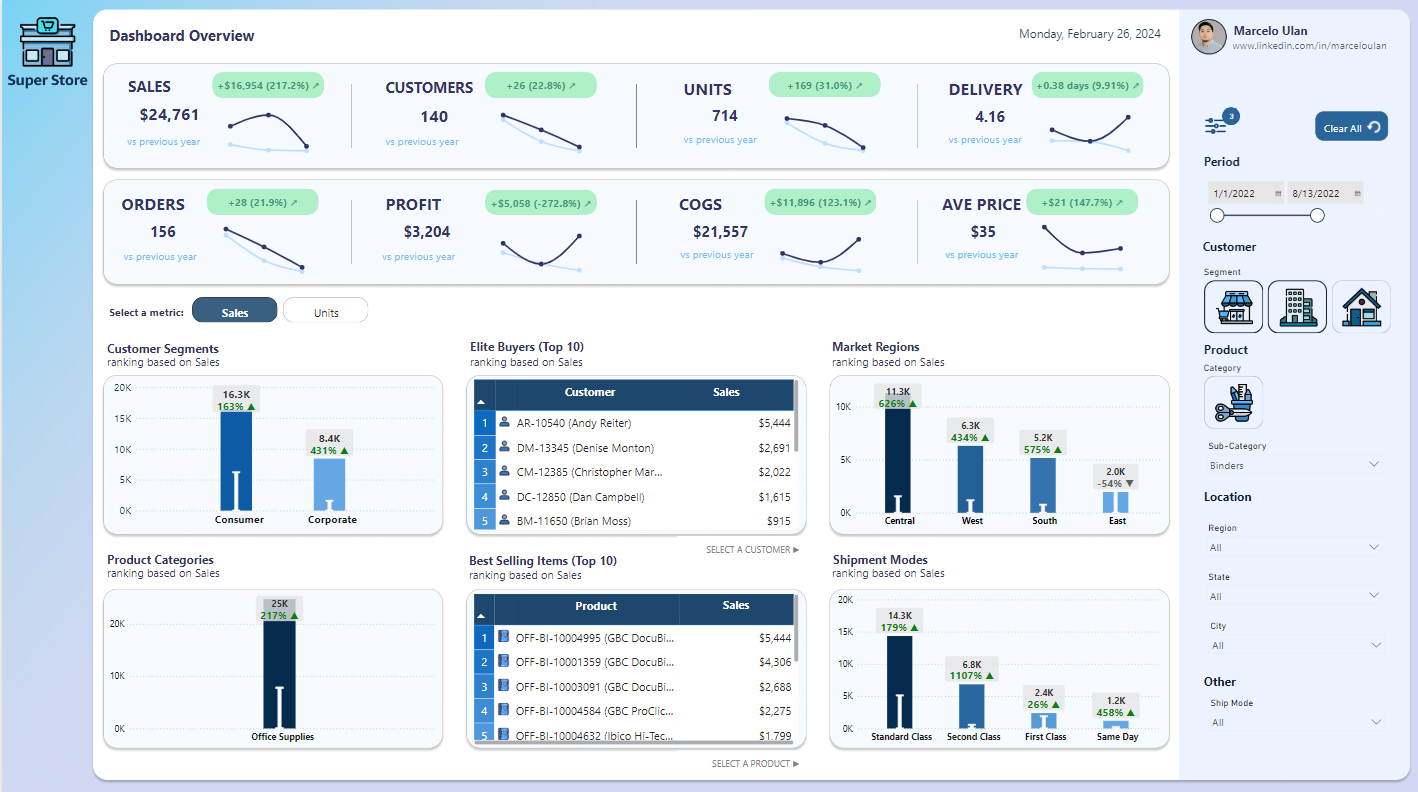 Super Store
Dashboard Overview
Monday, February 26, 2024
SALES
+$16,954 (217.2%) ↗
$24,761
vs previous year
CUSTOMERS
+26 (22.8%) ↗
140
vs previous year
UNITS
+169 (31.0%) ↗
714
vs previous year
DELIVERY
+0.38 days (9.91%) ↗
4.16
vs previous year
ORDERS
+28 (21.9%) ↗
156
vs previous year
PROFIT
+$5,058 (-272.8%) ↗
$3,204
vs previous year
COGS
+$11,896 (123.1%) ↗
$21,557
vs previous year
AVE PRICE
+$21 (147.7%) ↗
$35
vs previous year
Select a metric:
Sales
Units
Customer Segments
ranking based on Sales
20K
15K
10K
5K
0K
16.3K
163% ▲
8.4K
431% ▲
Consumer
Corporate
Elite Buyers (Top 10)
ranking based on Sales
Customer Sales
1 AR-10540 (Andy Reiter) $5,444
2 DM-13345 (Denise Monton) $2,691
3 CM-12385 (Christopher Mar... $2,022
4 DC-12850 (Dan Campbell) $1,615
5 BM-11650 (Brian Moss) $915
SELECT A CUSTOMER ▶
Market Regions
ranking based on Sales
10K
5K
0K
11.3K
626% ▲
6.3K
434% ▲
5.2K
575% ▲
2.0K
-54% ▼
Central
West
South
East
Product Categories
ranking based on Sales
20K
10K
0K
25K
217% ▲
Office Supplies
Best Selling Items (Top 10)
ranking based on Sales
Product Sales
1 OFF-BI-10004995 (GBC DocuBi... $5,444
2 OFF-BI-10001359 (GBC DocuBi... $4,306
3 OFF-BI-10003091 (GBC DocuBi... $2,688
4 OFF-BI-10004584 (GBC ProClic... $2,275
5 OFF-BI-10004632 (Ibico Hi-Tec... $1,799
SELECT A PRODUCT ▶
Shipment Modes
ranking based on Sales
20K
15K
10K
5K
0K
14.3K
179% ▲
6.8K
1107% ▲
2.4K
26% ▲
1.2K
458% ▲
Standard Class
Second Class
First Class
Same Day
Marcelo Ulan
www.linkedin.com/in/marceloulan
3
Clear All
Period
1/1/2022
8/13/2022
Customer
Segment
Product
Category
Sub-Category
Binders
Location
Region
All
State
All
City
All
Other
Ship Mode
All